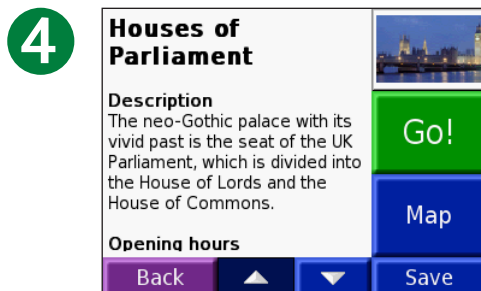 4
Houses of
Parliament
Description
The neo-Gothic palace with its
vivid past is the seat of the UK
Parliament, which is divided into
the House of Lords and the
House of Commons.
Opening hours
Go!
Map
Back
Save